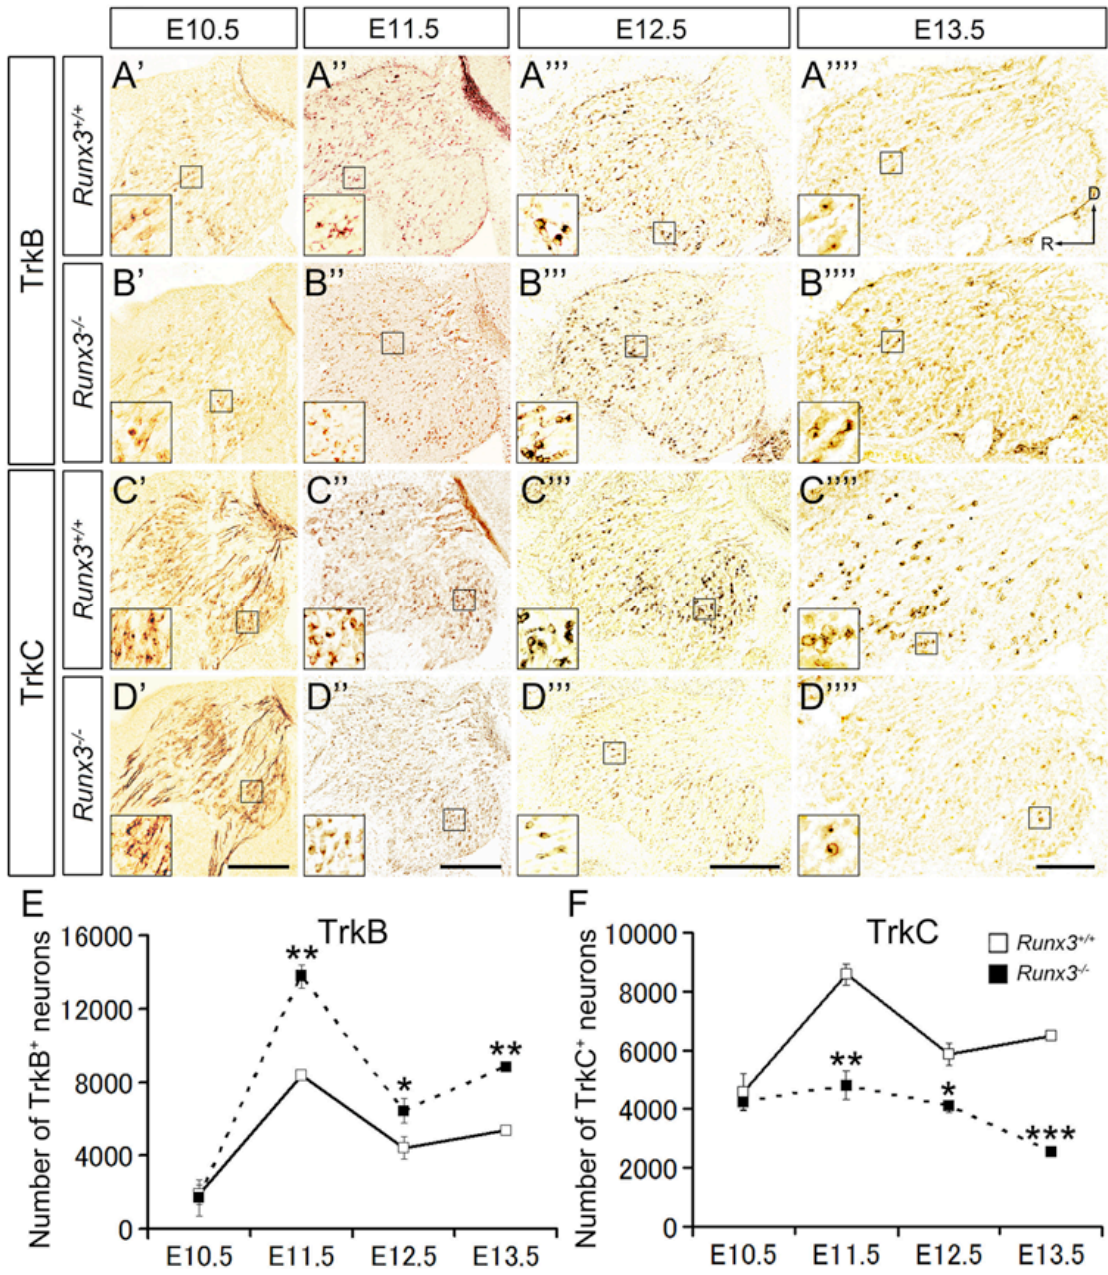 E10.5 E11.5 E12.5 E13.5
TrkB
Runx3+/+
A' A'' A''' A''''
D
R
Runx3-/-
B' B'' B''' B''''
TrkC
Runx3+/+
C' C'' C''' C''''
Runx3-/-
D' D'' D''' D''''
E
TrkB
Number of TrkB+ neurons
16000
12000
8000
4000
0
**
*
**
E10.5 E11.5 E12.5 E13.5
F
TrkC
Number of TrkC+ neurons
10000
8000
6000
4000
2000
0
Runx3+/+
Runx3-/-
**
*
***
E10.5 E11.5 E12.5 E13.5